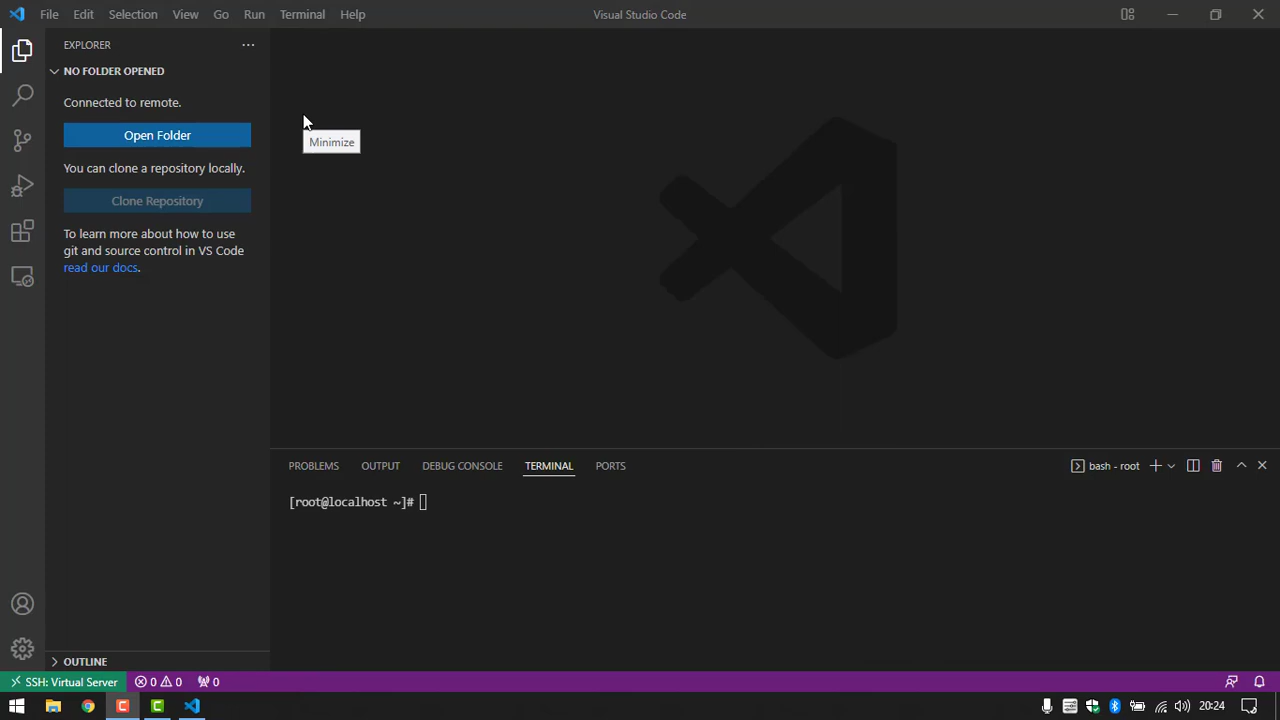 File Edit Selection View Go Run Terminal Help
Visual Studio Code
EXPLORER
NO FOLDER OPENED
Connected to remote.
Open Folder
You can clone a repository locally.
Clone Repository
To learn more about how to use
git and source control in VS Code
read our docs.
Minimize
PROBLEMS OUTPUT DEBUG CONSOLE TERMINAL PORTS
bash - root
[root@localhost ~]#
OUTLINE
SSH: Virtual Server 0 0 0
20:24